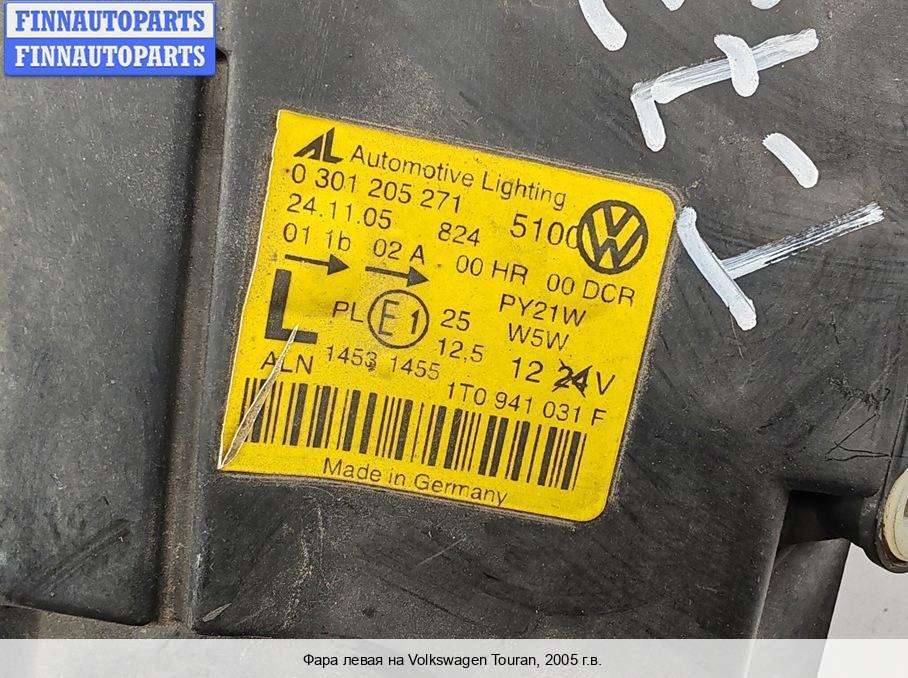 FINNAUTOPARTS
FINNAUTOPARTS
AL Automotive Lighting
0 301 205 271
24.11.05 824 5100
01 1b 02 A 00 HR 00 DCR
L PL E1 25 PY21W
12,5 W5W
ALN 1453 1455 12 24 V
1T0 941 031 F
Made in Germany
Фара левая на Volkswagen Touran, 2005 г.в.